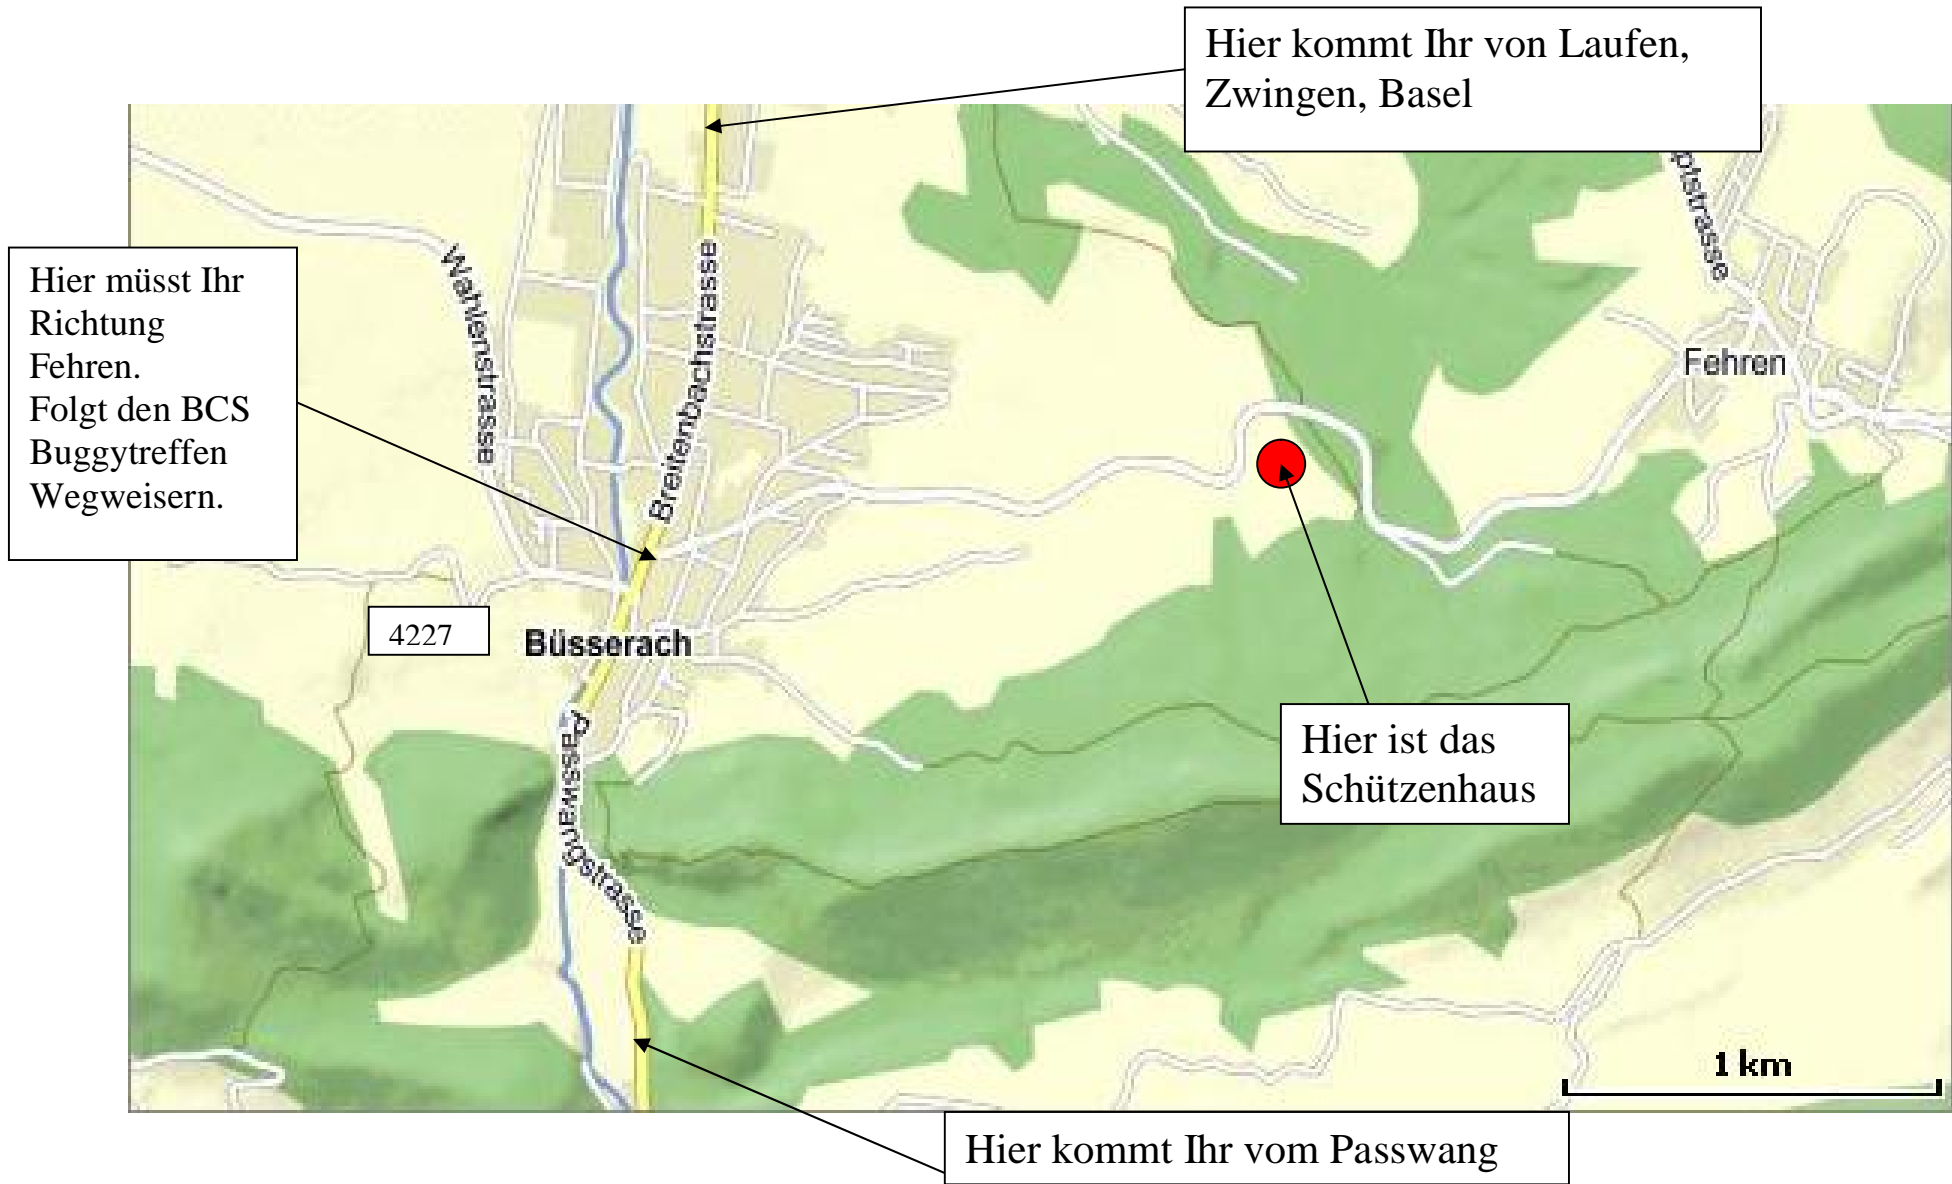 Hier kommt Ihr von Laufen,
Zwingen, Basel
ptstrasse
Hier müsst Ihr
Richtung
Fehren.
Folgt den BCS
Buggytreffen
Wegweisern.
Wahlenstrasse
Breitenbachstrasse
Fehren
4227
Büsserach
Passwangstrasse
Hier ist das
Schützenhaus
1 km
Hier kommt Ihr vom Passwang